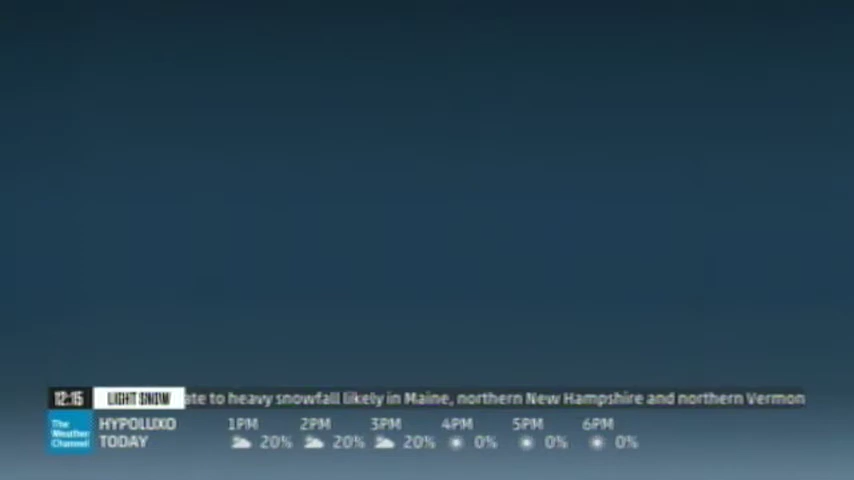 12:15 LIGHT SNOW ate to heavy snowfall likely in Maine, northern New Hampshire and northern Vermon
The Weather Channel
HYPOLUXO 1PM 2PM 3PM 4PM 5PM 6PM
TODAY 20% 20% 20% 0% 0% 0%